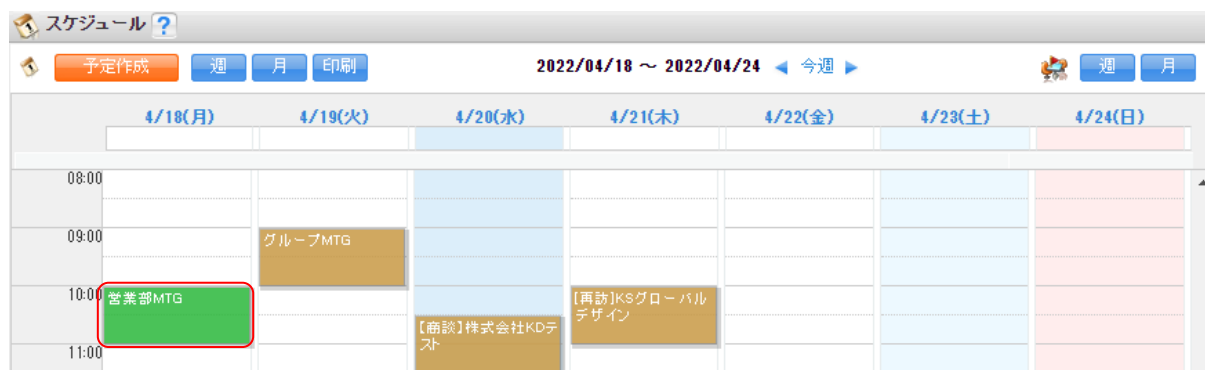 スケジュール ?
予定作成 週 月 印刷 2022/04/18 ～ 2022/04/24 ◀ 今週 ▶ 週 月
4/18(月) 4/19(火) 4/20(水) 4/21(木) 4/22(金) 4/23(土) 4/24(日)
08:00
09:00 グループMTG
10:00 営業部MTG [再訪]KSグローバル
デザイン
【商談】株式会社KDテ
スト
11:00